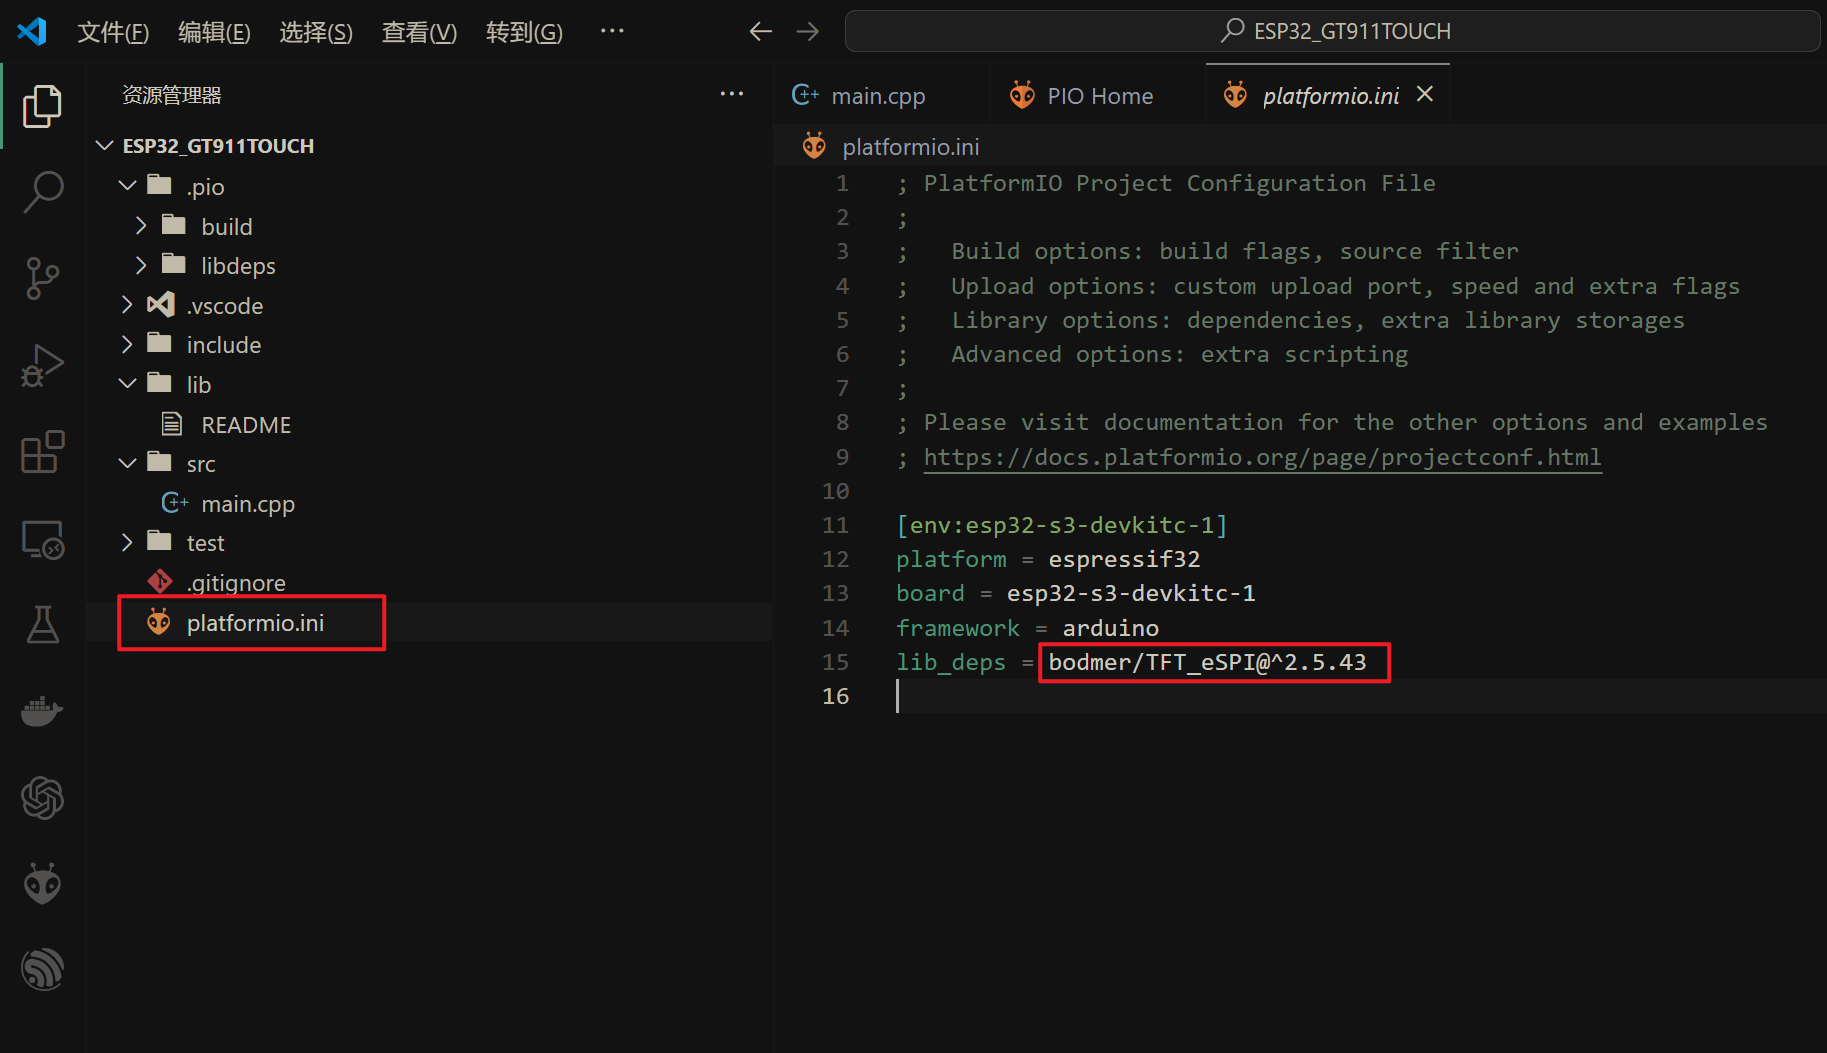 文件(F) 编辑(E) 选择(S) 查看(V) 转到(G) ··· ESP32_GT911TOUCH
资源管理器 ···
ESP32_GT911TOUCH
.pio
build
libdeps
.vscode
include
lib
README
src
C++ main.cpp
test
.gitignore
platformio.ini
C++ main.cpp PIO Home platformio.ini
platformio.ini
1 ; PlatformIO Project Configuration File
2 ;
3 ;   Build options: build flags, source filter
4 ;   Upload options: custom upload port, speed and extra flags
5 ;   Library options: dependencies, extra library storages
6 ;   Advanced options: extra scripting
7 ;
8 ; Please visit documentation for the other options and examples
9 ; https://docs.platformio.org/page/projectconf.html
10
11 [env:esp32-s3-devkitc-1]
12 platform = espressif32
13 board = esp32-s3-devkitc-1
14 framework = arduino
15 lib_deps = bodmer/TFT_eSPI@^2.5.43
16